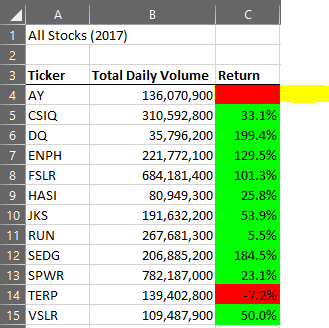 A B C
1 All Stocks (2017)
2
3 Ticker Total Daily Volume Return
4 AY 136,070,900
5 CSIQ 310,592,800 33.1%
6 DQ 35,796,200 199.4%
7 ENPH 221,772,100 129.5%
8 FSLR 684,181,400 101.3%
9 HASI 80,949,300 25.8%
10 JKS 191,632,200 53.9%
11 RUN 267,681,300 5.5%
12 SEDG 206,885,200 184.5%
13 SPWR 782,187,000 23.1%
14 TERP 139,402,800 -7.2%
15 VSLR 109,487,900 50.0%